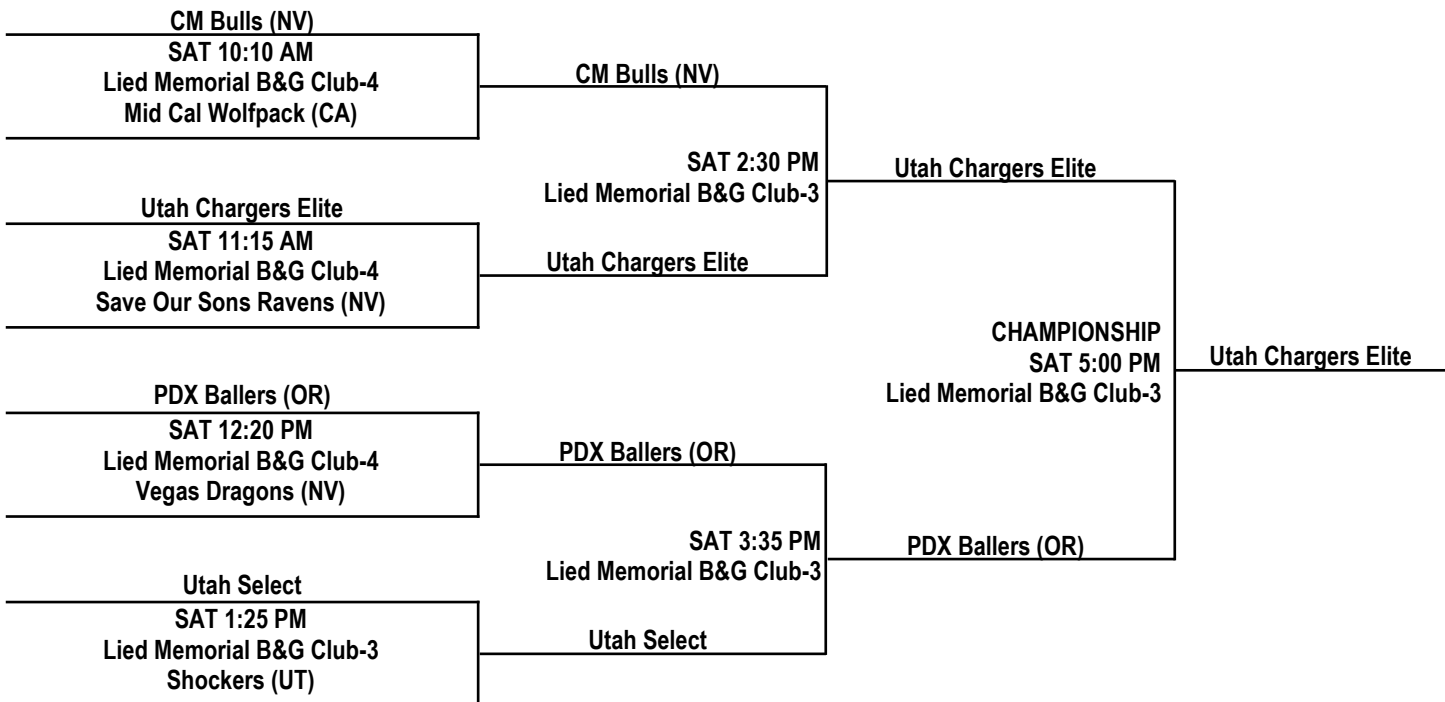 CM Bulls (NV)
SAT 10:10 AM
Lied Memorial B&G Club-4
Mid Cal Wolfpack (CA)
CM Bulls (NV)
SAT 2:30 PM
Lied Memorial B&G Club-3
Utah Chargers Elite
Utah Chargers Elite
SAT 11:15 AM
Lied Memorial B&G Club-4
Save Our Sons Ravens (NV)
Utah Chargers Elite
CHAMPIONSHIP
SAT 5:00 PM
Lied Memorial B&G Club-3
Utah Chargers Elite
PDX Ballers (OR)
SAT 12:20 PM
Lied Memorial B&G Club-4
Vegas Dragons (NV)
PDX Ballers (OR)
SAT 3:35 PM
Lied Memorial B&G Club-3
PDX Ballers (OR)
Utah Select
SAT 1:25 PM
Lied Memorial B&G Club-3
Shockers (UT)
Utah Select